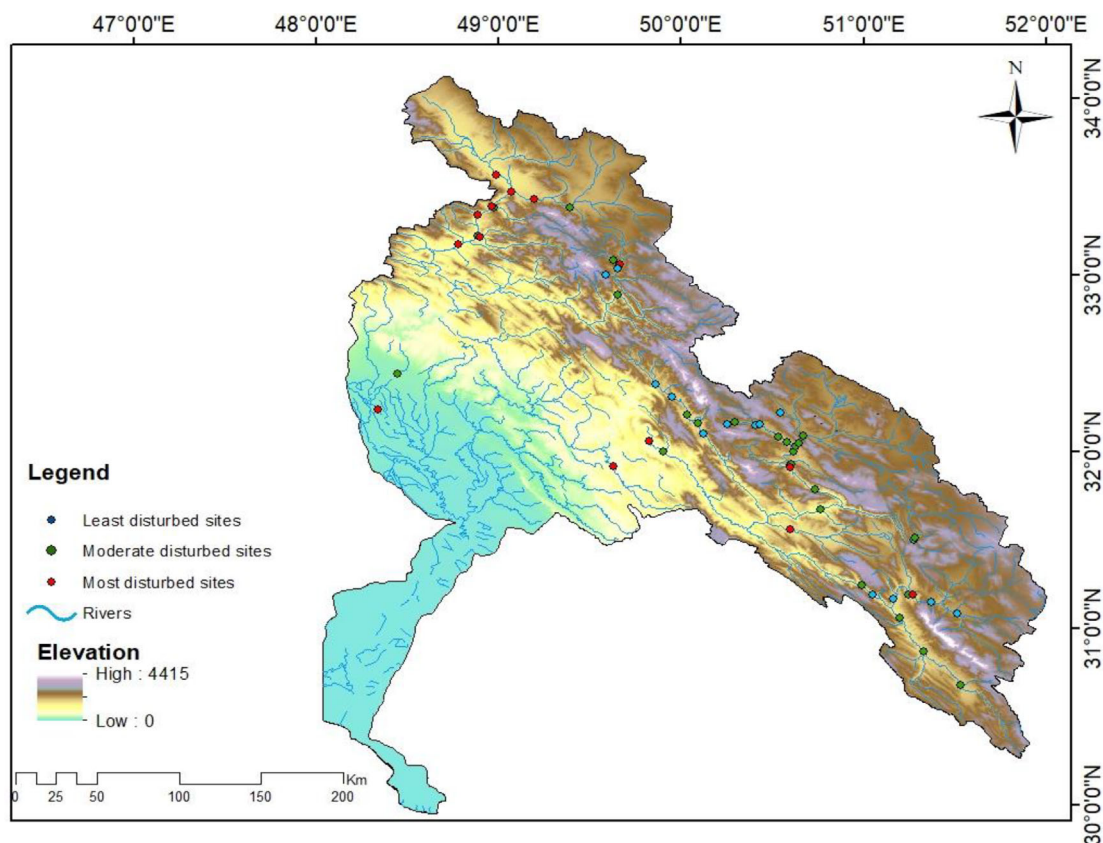 47°0'0"E 48°0'0"E 49°0'0"E 50°0'0"E 51°0'0"E 52°0'0"E
N
34°0'0"N
33°0'0"N
32°0'0"N
31°0'0"N
30°0'0"N
Legend
Least disturbed sites
Moderate disturbed sites
Most disturbed sites
Rivers
Elevation
High : 4415
Low : 0
Km
0 25 50 100 150 200